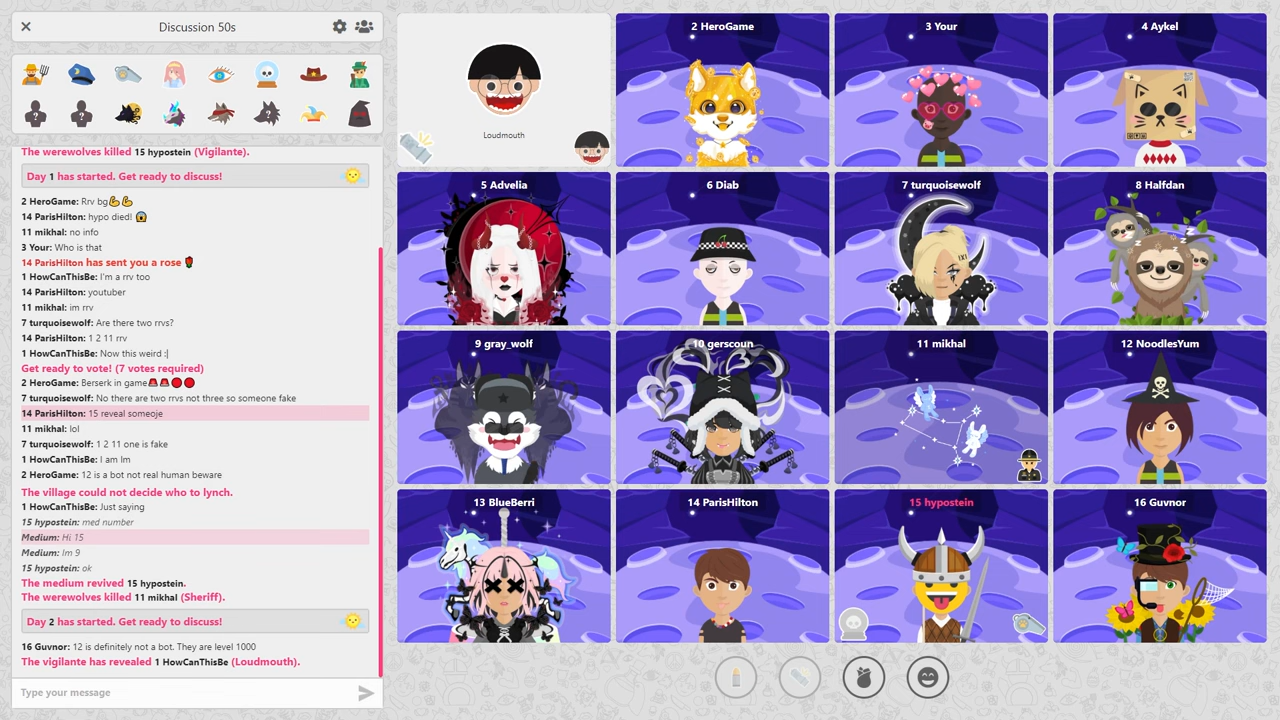 Discussion 50s
The werewolves killed 15 hypostein (Vigilante).
Day 1 has started. Get ready to discuss!
2 HeroGame: Rrv bg💪💪
14 ParisHilton: hypo died! 😱
11 mikhal: no info
3 Your: Who is that
14 ParisHilton has sent you a rose 🌹
1 HowCanThisBe: I'm a rrv too
14 ParisHilton: youtuber
11 mikhal: im rrv
7 turquoisewolf: Are there two rrvs?
14 ParisHilton: 1 2 11 rrv
1 HowCanThisBe: Now this weird :|
Get ready to vote! (7 votes required)
2 HeroGame: Berserk in game🚨🚨🔴🔴
7 turquoisewolf: No there are two rrvs not three so someone fake
14 ParisHilton: 15 reveal someoje
11 mikhal: lol
7 turquoisewolf: 1 2 11 one is fake
1 HowCanThisBe: I am lm
2 HeroGame: 12 is a bot not real human beware
The village could not decide who to lynch.
1 HowCanThisBe: Just saying
15 hypostein: med number
Medium: Hi 15
Medium: Im 9
15 hypostein: ok
The medium revived 15 hypostein.
The werewolves killed 11 mikhal (Sheriff).
Day 2 has started. Get ready to discuss!
16 Guvnor: 12 is definitely not a bot. They are level 1000
The vigilante has revealed 1 HowCanThisBe (Loudmouth).
Type your message
Loudmouth
2 HeroGame
3 Your
4 Aykel
5 Advelia
6 Diab
7 turquoisewolf
8 Halfdan
9 gray_wolf
10 gerscoun
11 mikhal
12 NoodlesYum
13 BlueBerri
14 ParisHilton
15 hypostein
16 Guvnor